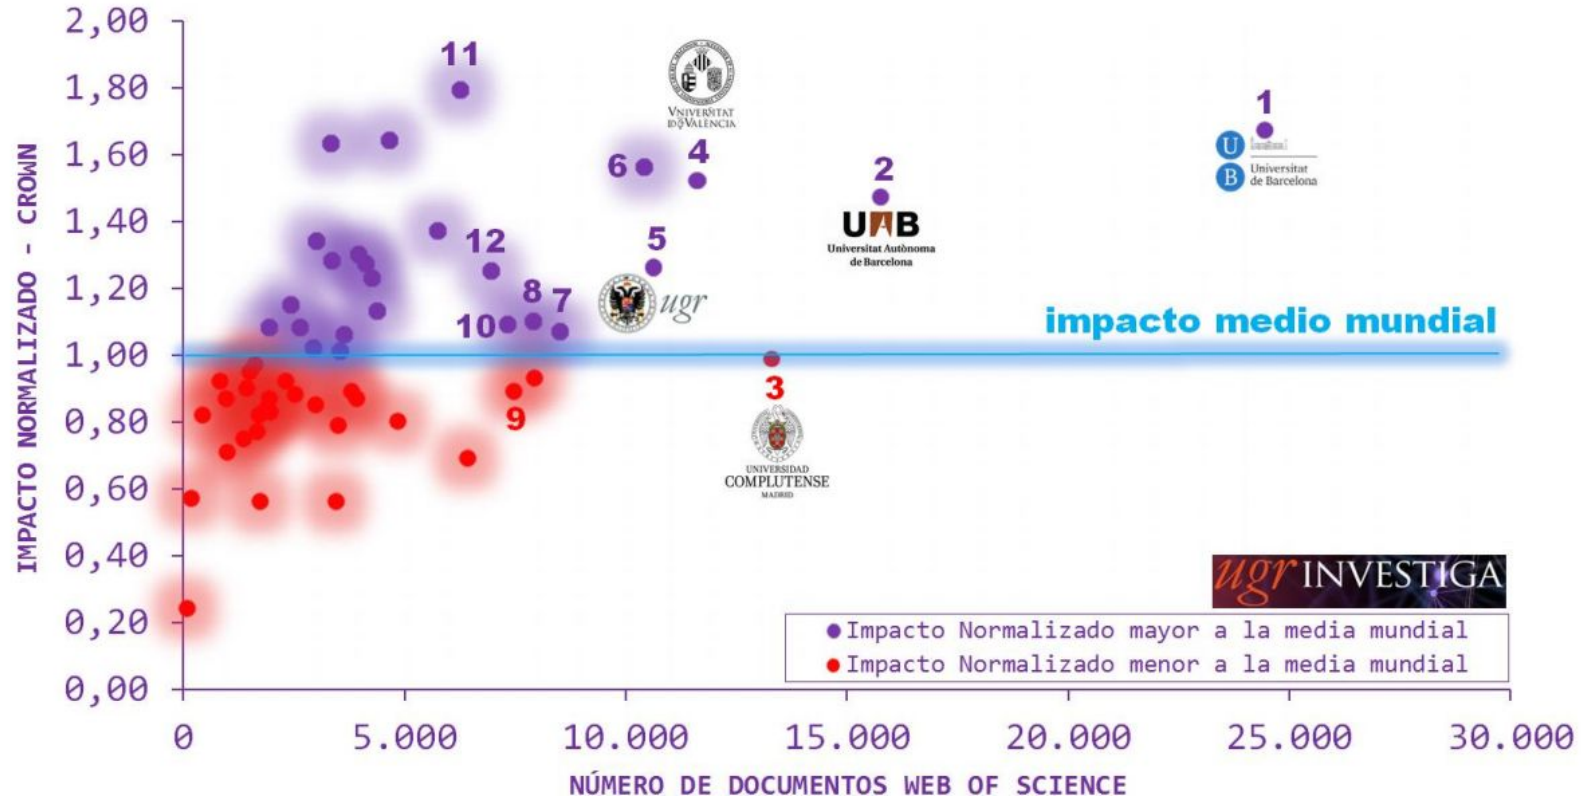 IMPACTO NORMALIZADO - CROWN
2,00
1,80
1,60
1,40
1,20
1,00
0,80
0,60
0,40
0,20
0,00
11
6
4
VNIVERSITAT
ID VALÈNCIA
2
UAB
Universitat Autònoma
de Barcelona
1
U
B
Universitat
de Barcelona
12
5
ugr
8
7
10
impacto medio mundial
9
3
UNIVERSIDAD
COMPLUTENSE
MADRID
ugr INVESTIGA
Impacto Normalizado mayor a la media mundial
Impacto Normalizado menor a la media mundial
0
5.000
10.000
15.000
20.000
25.000
30.000
NÚMERO DE DOCUMENTOS WEB OF SCIENCE